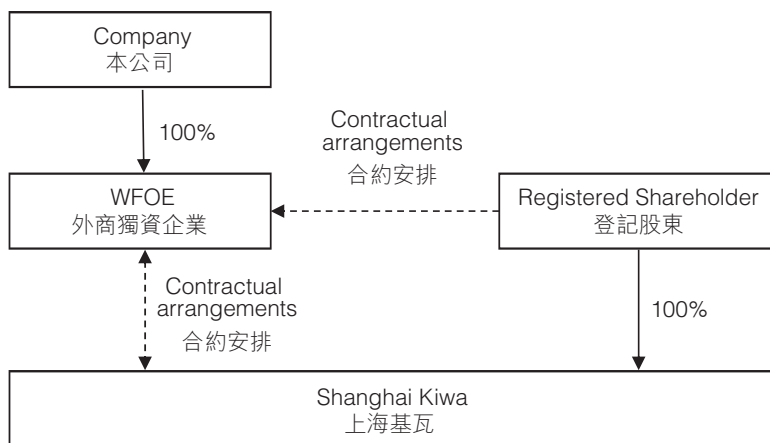 Company
本公司
100%
Contractual
arrangements
合約安排
WFOE
外商獨資企業
Registered Shareholder
登記股東
Contractual
arrangements
合約安排
100%
Shanghai Kiwa
上海基瓦